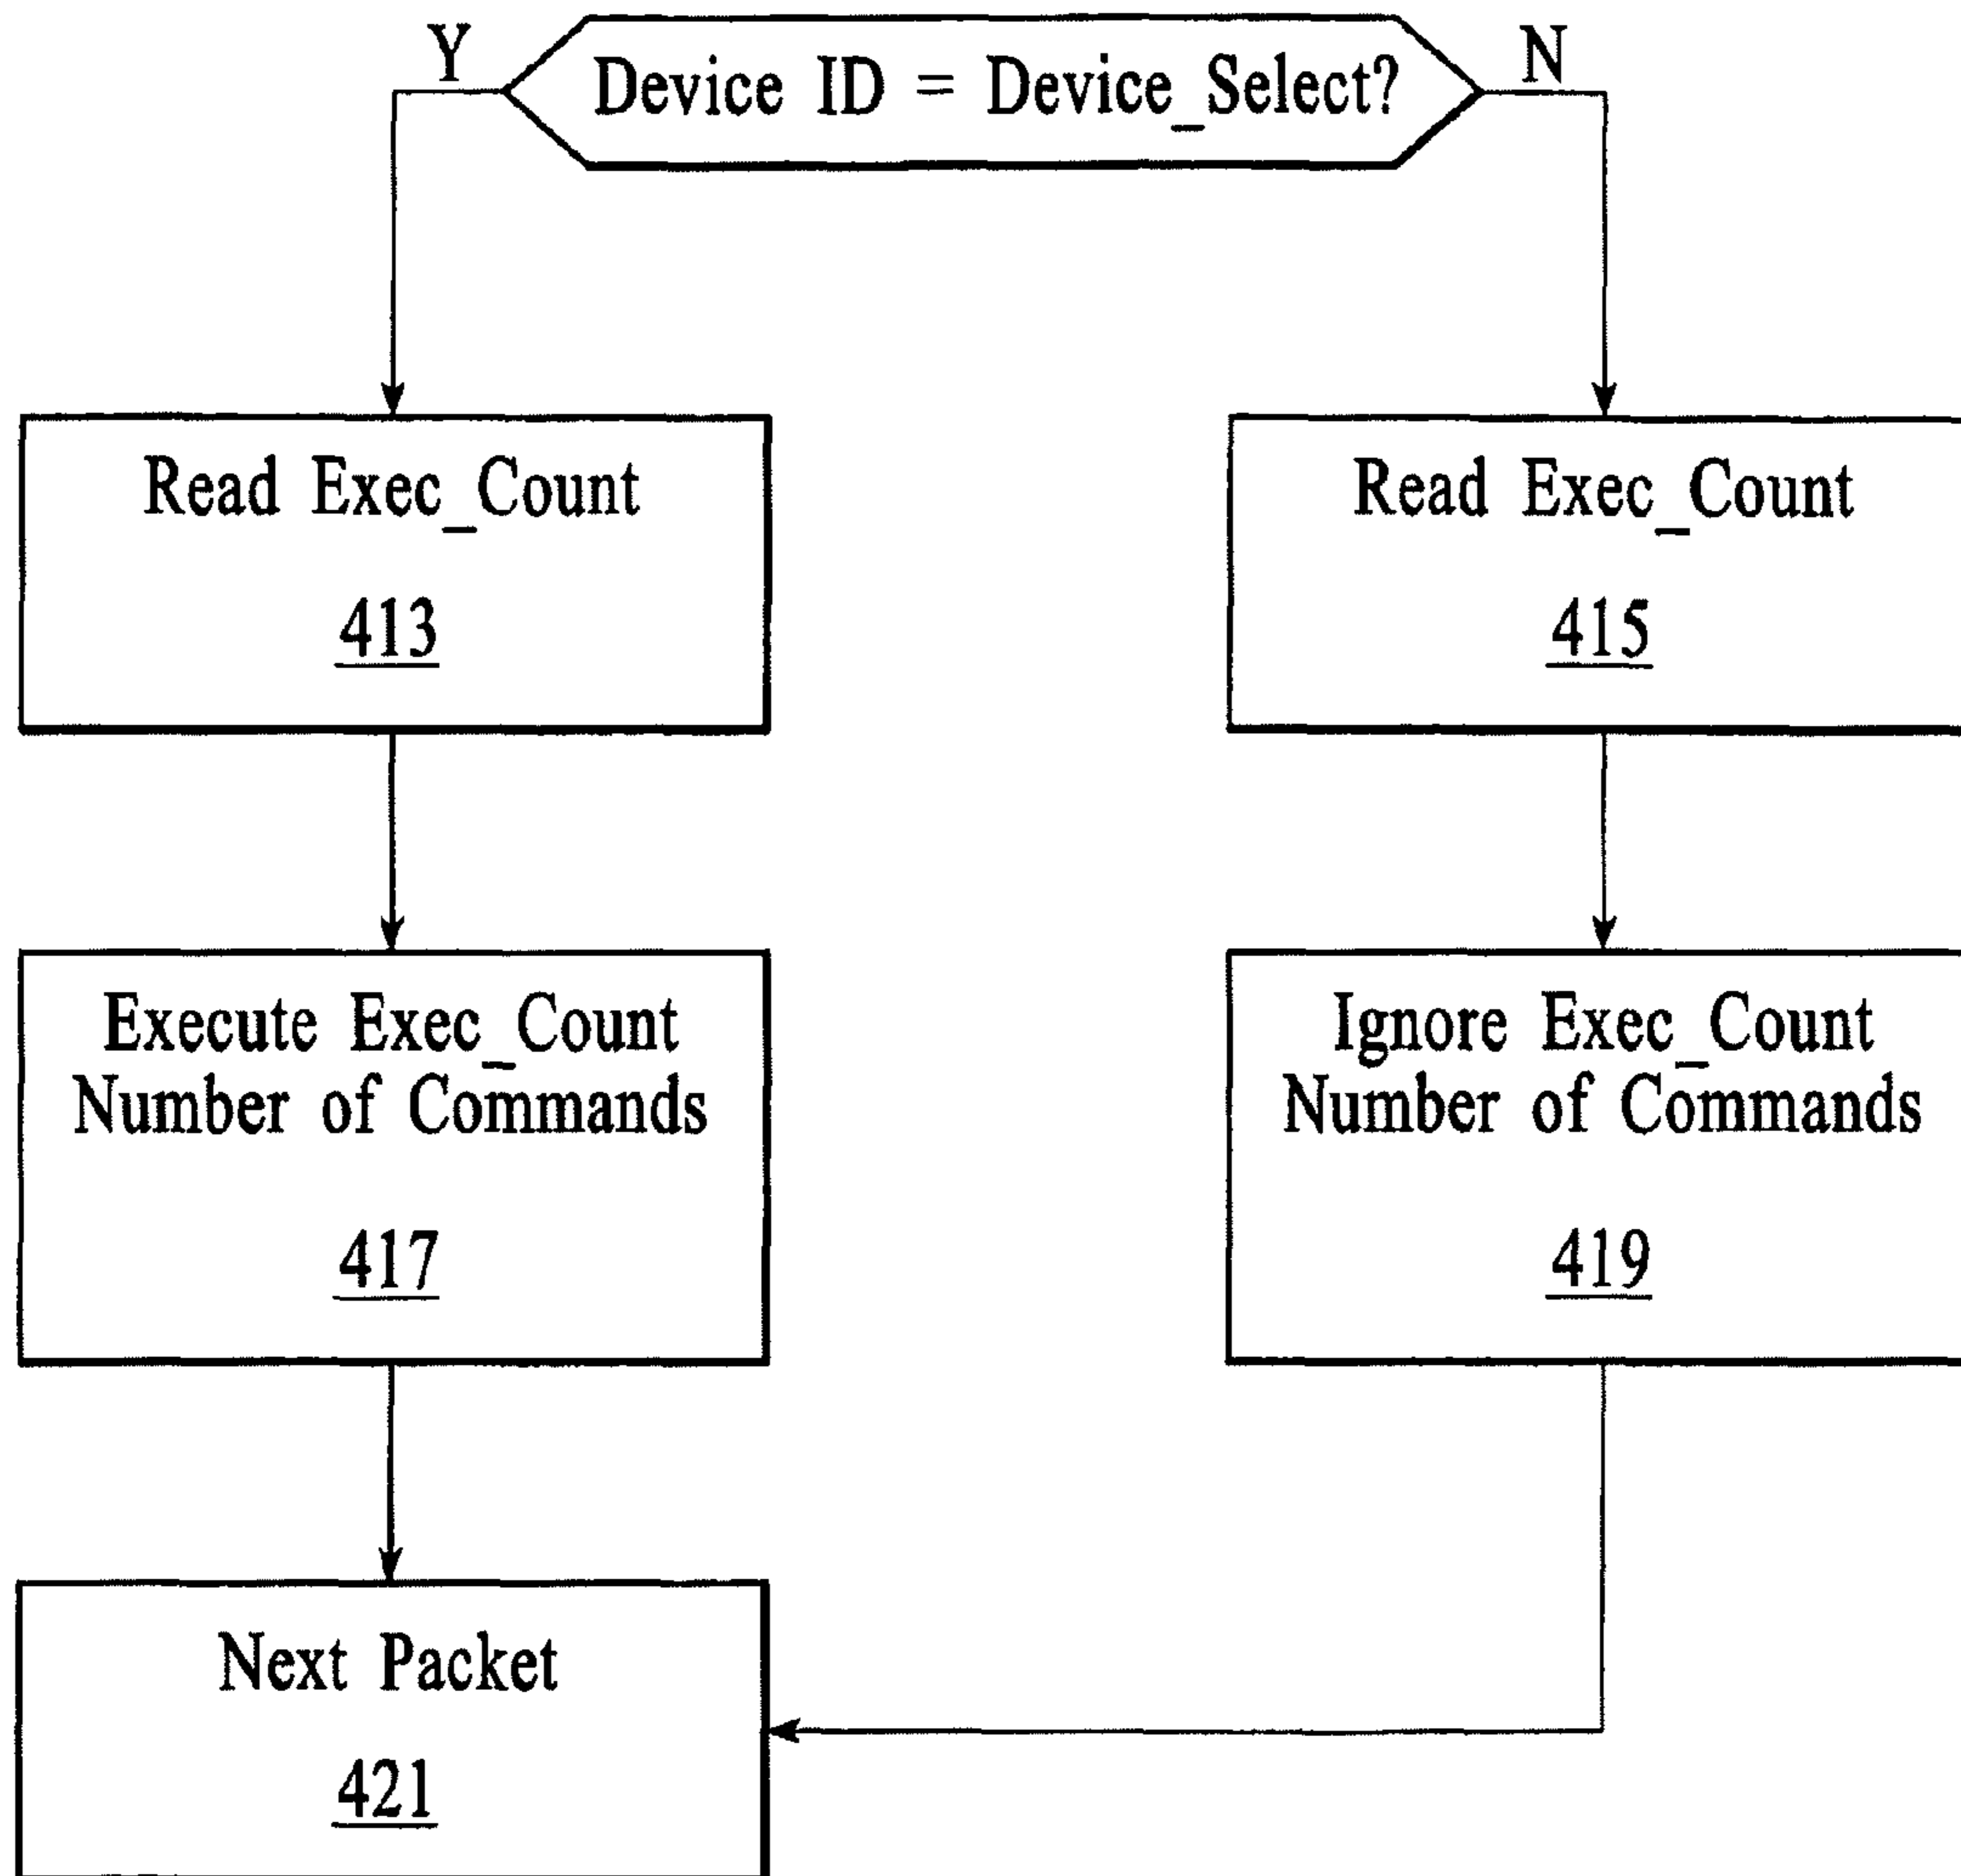 Y
Device ID = Device_Select?
N
Read Exec_Count
413
Read Exec_Count
415
Execute Exec_Count
Number of Commands
417
Ignore Exec_Count
Number of Commands
419
Next Packet
421